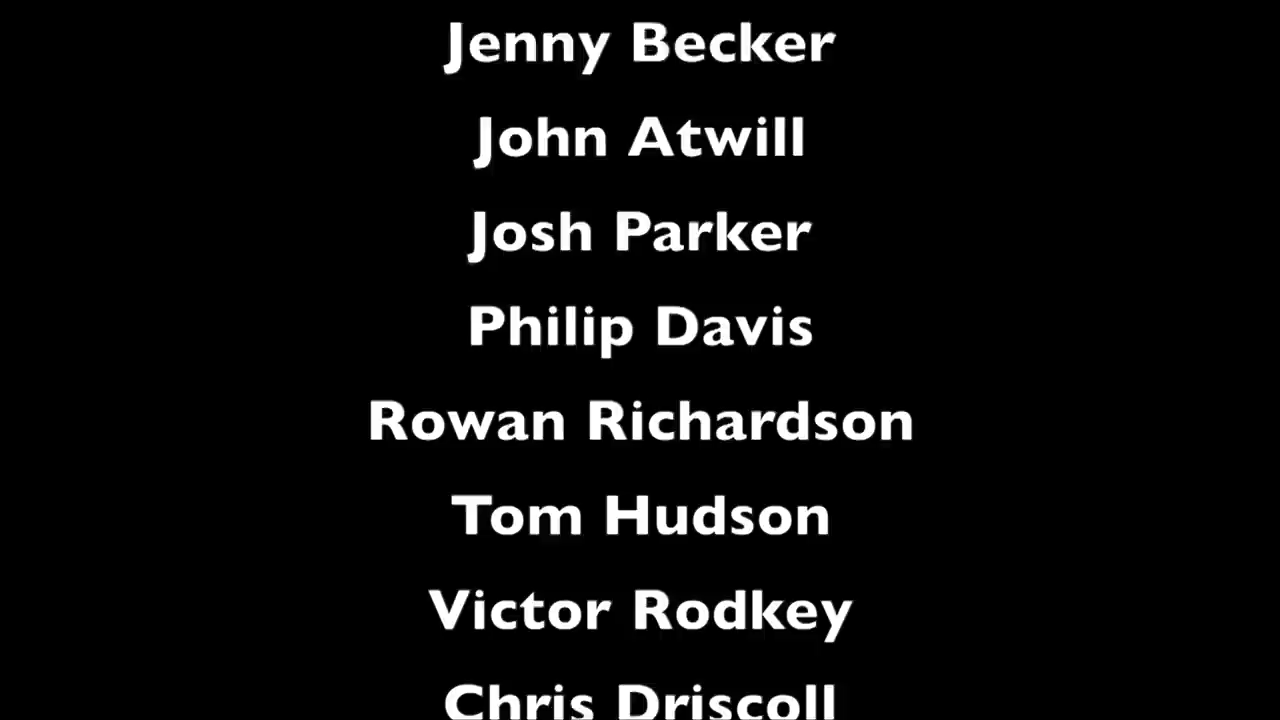 Jenny Becker
John Atwill
Josh Parker
Philip Davis
Rowan Richardson
Tom Hudson
Victor Rodkey
Chris Driscoll